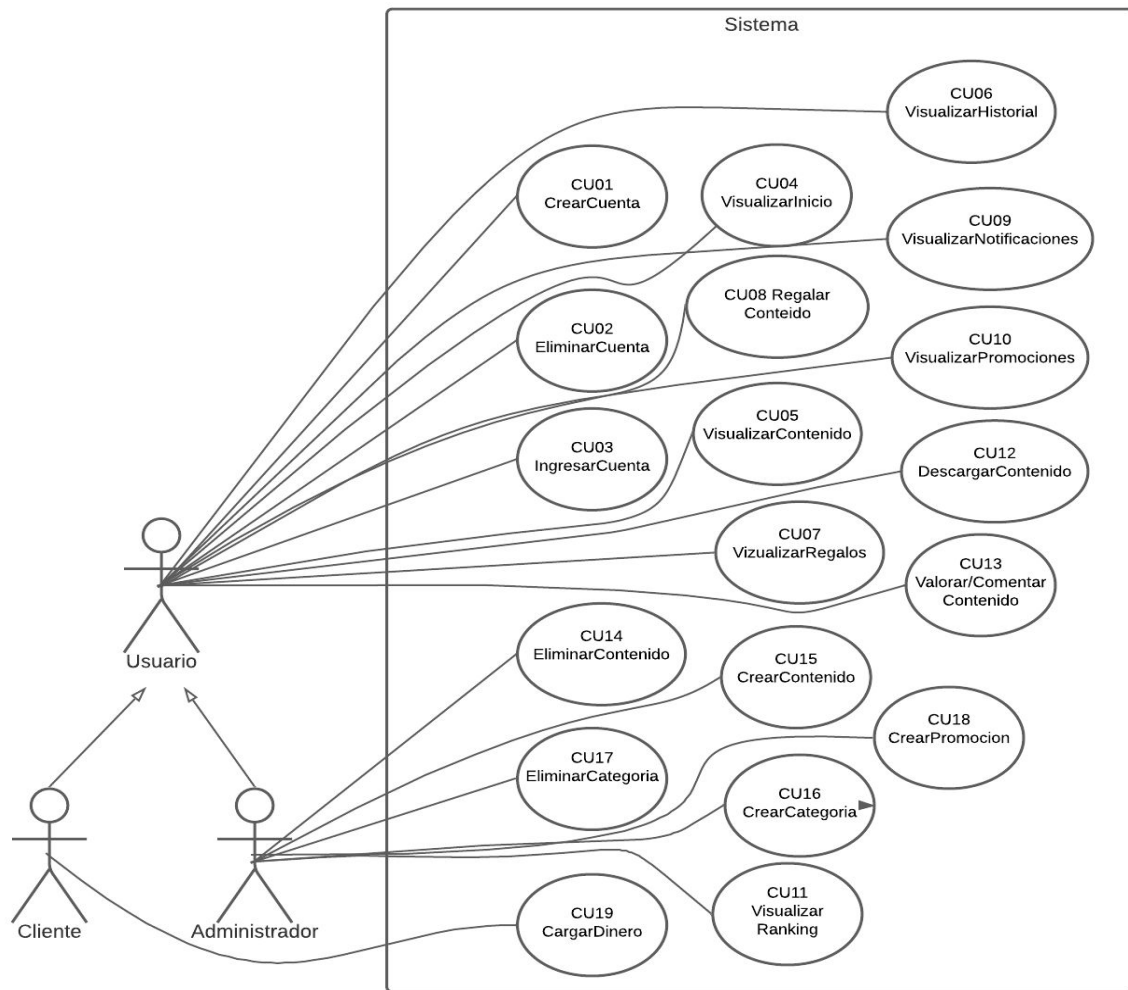 Sistema
CU06
VisualizarHistorial
CU01
CrearCuenta
CU04
VisualizarInicio
CU09
VisualizarNotificaciones
CU08 Regalar
Conteido
CU02
EliminarCuenta
CU10
VisualizarPromociones
CU05
VisualizarContenido
CU03
IngresarCuenta
CU12
DescargarContenido
CU07
VizualizarRegalos
CU13
Valorar/Comentar
Contenido
Usuario
CU14
EliminarContenido
CU15
CrearContenido
CU18
CrearPromocion
CU17
EliminarCategoria
CU16
CrearCategoria
CU11
Visualizar
Ranking
CU19
CargarDinero
Cliente
Administrador